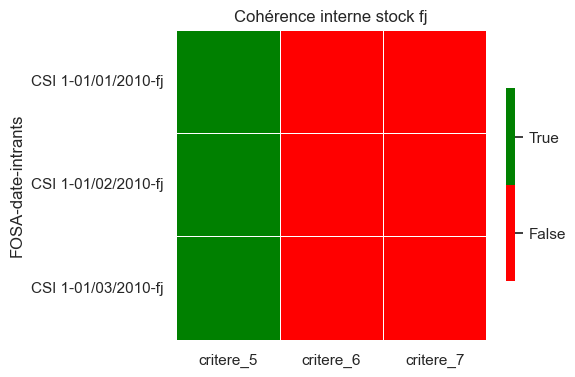 Cohérence interne stock fj
FOSA-date-intrants
CSI 1-01/01/2010-fj
CSI 1-01/02/2010-fj
CSI 1-01/03/2010-fj
critere_5
critere_6
critere_7
True
False